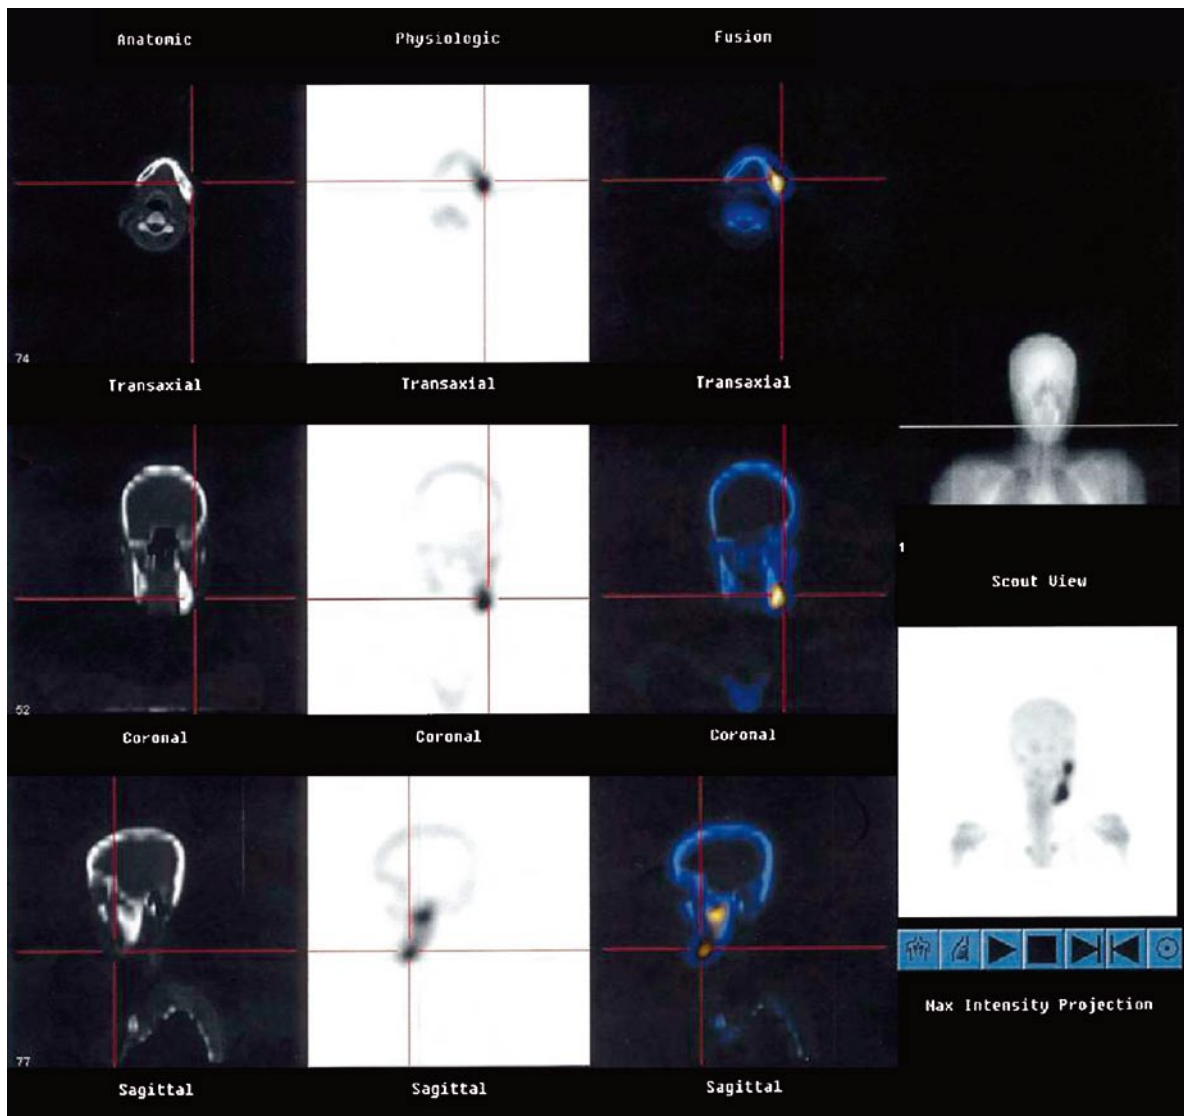 Anatomic Physiologic Fusion
74
Transaxial Transaxial Transaxial
1
Scout View
52
Coronal Coronal Coronal
77
Max Intensity Projection
Sagittal Sagittal Sagittal